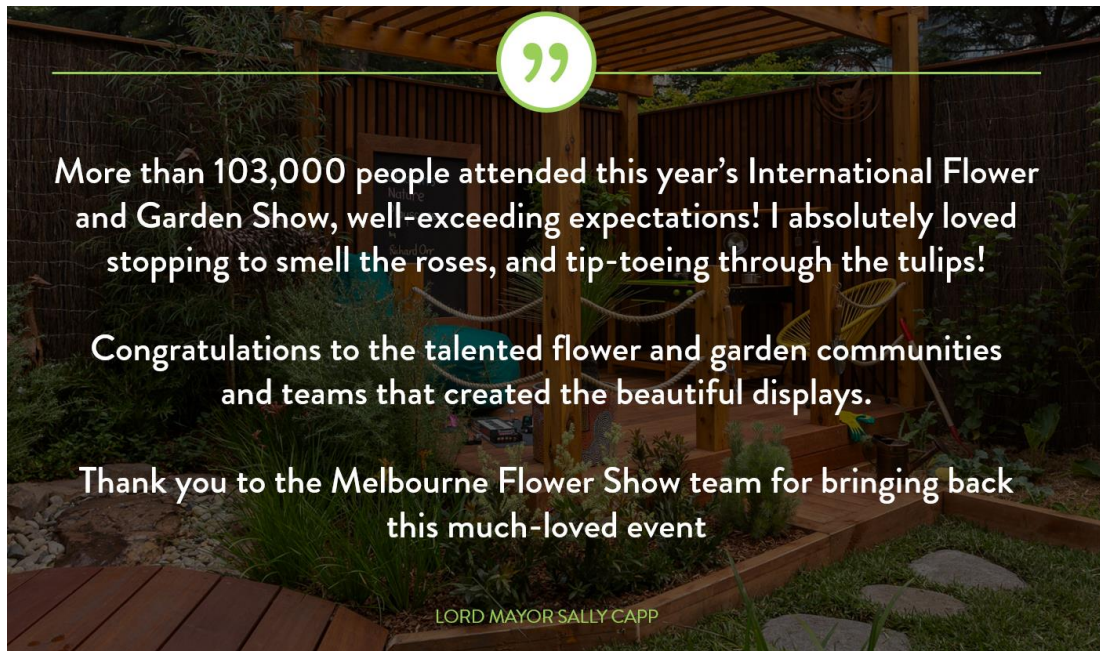 ”
More than 103,000 people attended this year’s International Flower
and Garden Show, well-exceeding expectations! I absolutely loved
stopping to smell the roses, and tip-toeing through the tulips!
Congratulations to the talented flower and garden communities
and teams that created the beautiful displays.
Thank you to the Melbourne Flower Show team for bringing back
this much-loved event
LORD MAYOR SALLY CAPP